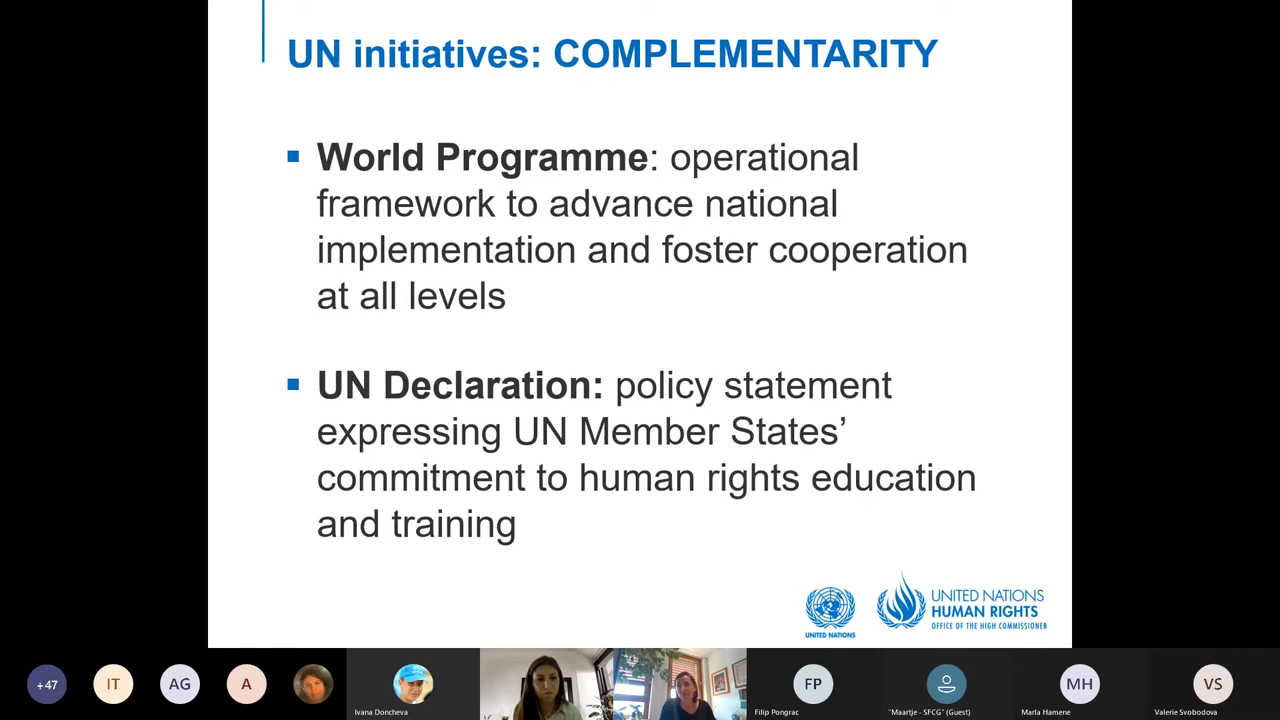 UN initiatives: COMPLEMENTARITY
▪ World Programme: operational
framework to advance national
implementation and foster cooperation
at all levels
▪ UN Declaration: policy statement
expressing UN Member States’
commitment to human rights education
and training
UNITED NATIONS
UNITED NATIONS
HUMAN RIGHTS
OFFICE OF THE HIGH COMMISSIONER
+47
IT
AG
A
Ivana Doncheva
FP
Filip Pongrac
"Maartje - SFCG" (Guest)
MH
Marla Hamene
VS
Valerie Svobodova